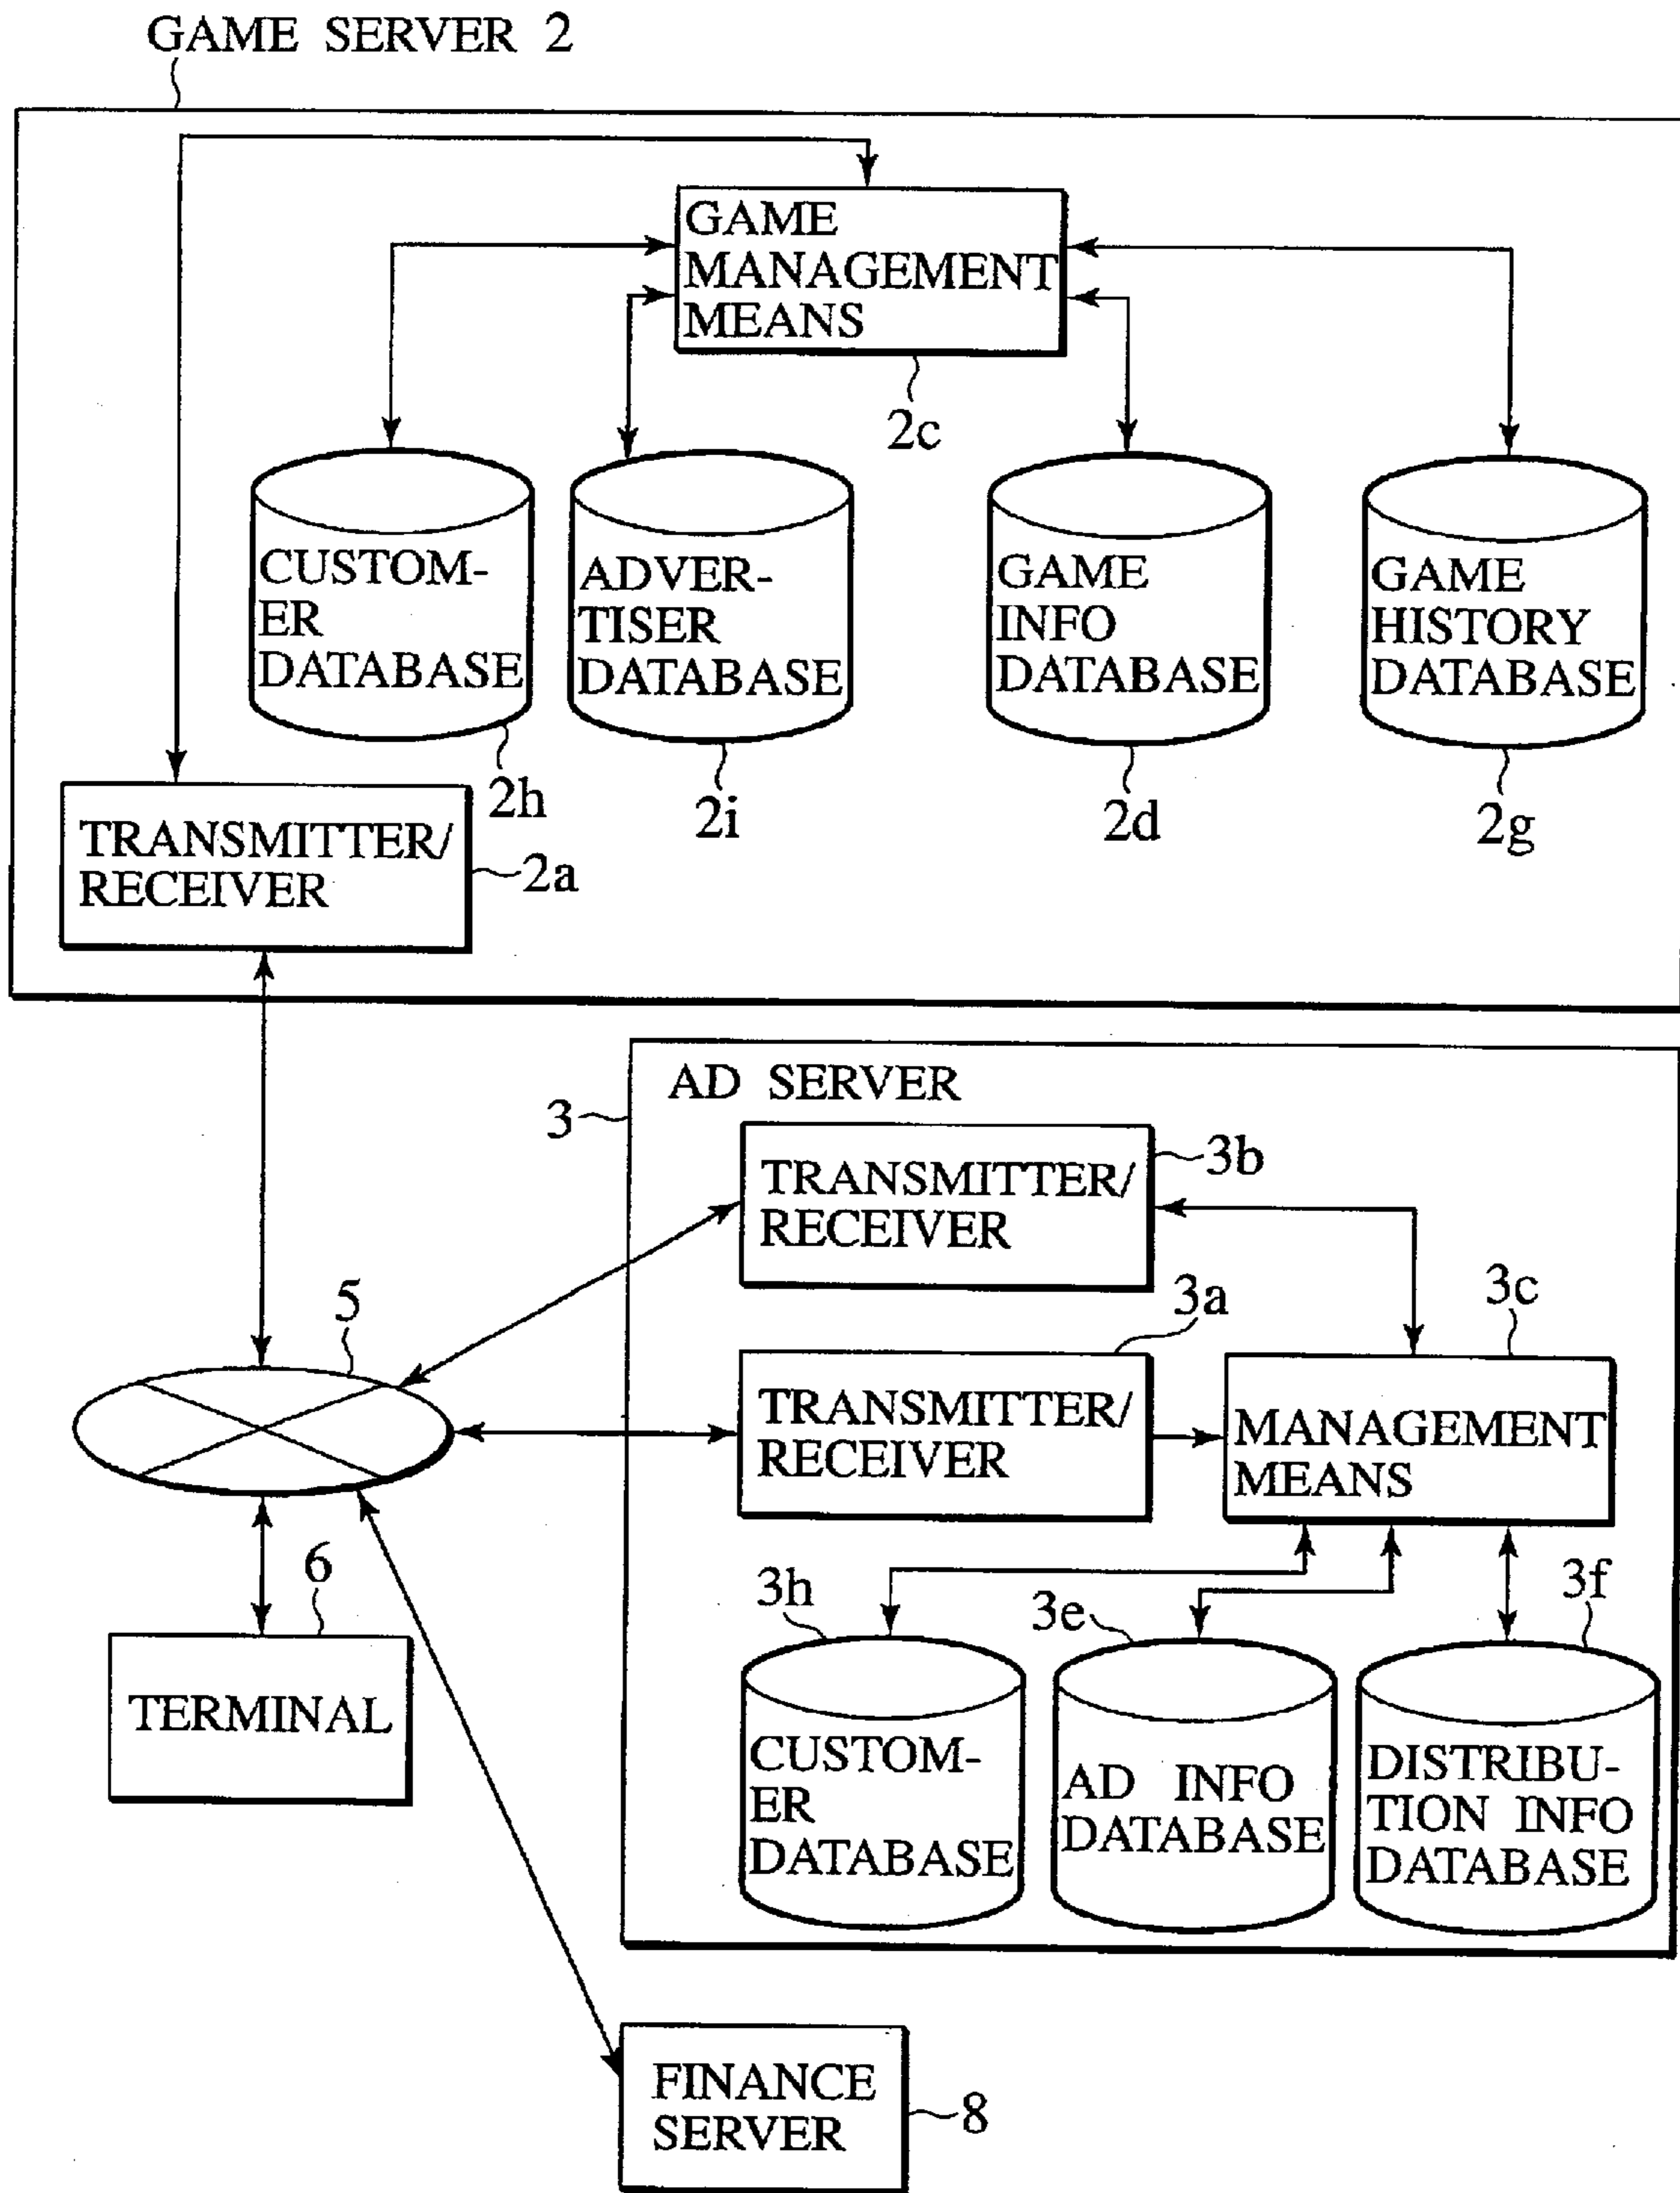 GAME SERVER 2
GAME
MANAGEMENT
MEANS
2c
CUSTOM-
ER
DATABASE
2h
ADVER-
TISER
DATABASE
2i
GAME
INFO
DATABASE
2d
GAME
HISTORY
DATABASE
2g
TRANSMITTER/
RECEIVER
2a
3
AD SERVER
TRANSMITTER/
RECEIVER
3b
5
3a
TRANSMITTER/
RECEIVER
3c
MANAGEMENT
MEANS
6
TERMINAL
3h
CUSTOM-
ER
DATABASE
3e
AD INFO
DATABASE
3f
DISTRIBU-
TION INFO
DATABASE
FINANCE
SERVER
8